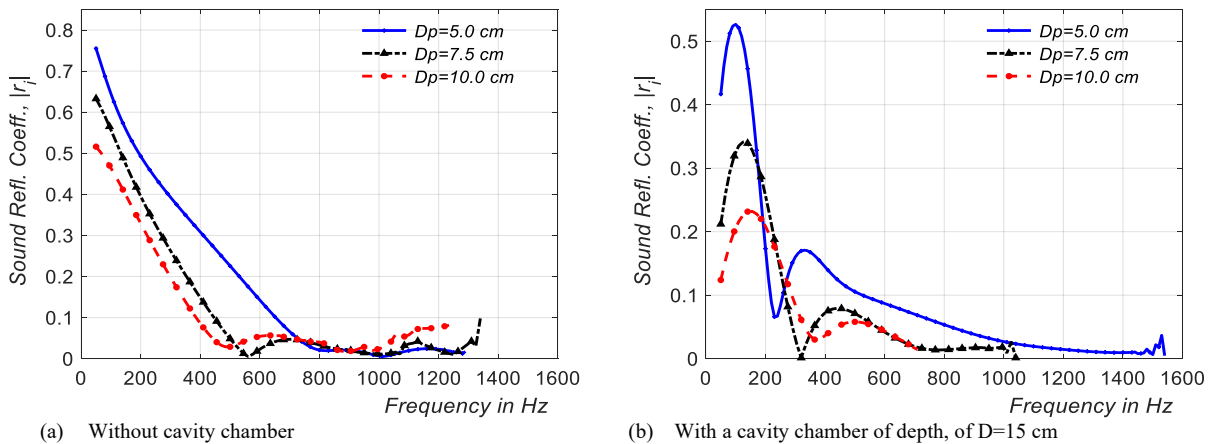 Sound Refl. Coeff., |r_j|
0.8
0.7
0.6
0.5
0.4
0.3
0.2
0.1
0
Dp=5.0 cm
Dp=7.5 cm
Dp=10.0 cm
0 200 400 600 800 1000 1200 1400 1600
Frequency in Hz
(a) Without cavity chamber
Sound Refl. Coeff., |r_j|
0.5
0.4
0.3
0.2
0.1
0
Dp=5.0 cm
Dp=7.5 cm
Dp=10.0 cm
0 200 400 600 800 1000 1200 1400 1600
Frequency in Hz
(b) With a cavity chamber of depth, of D=15 cm